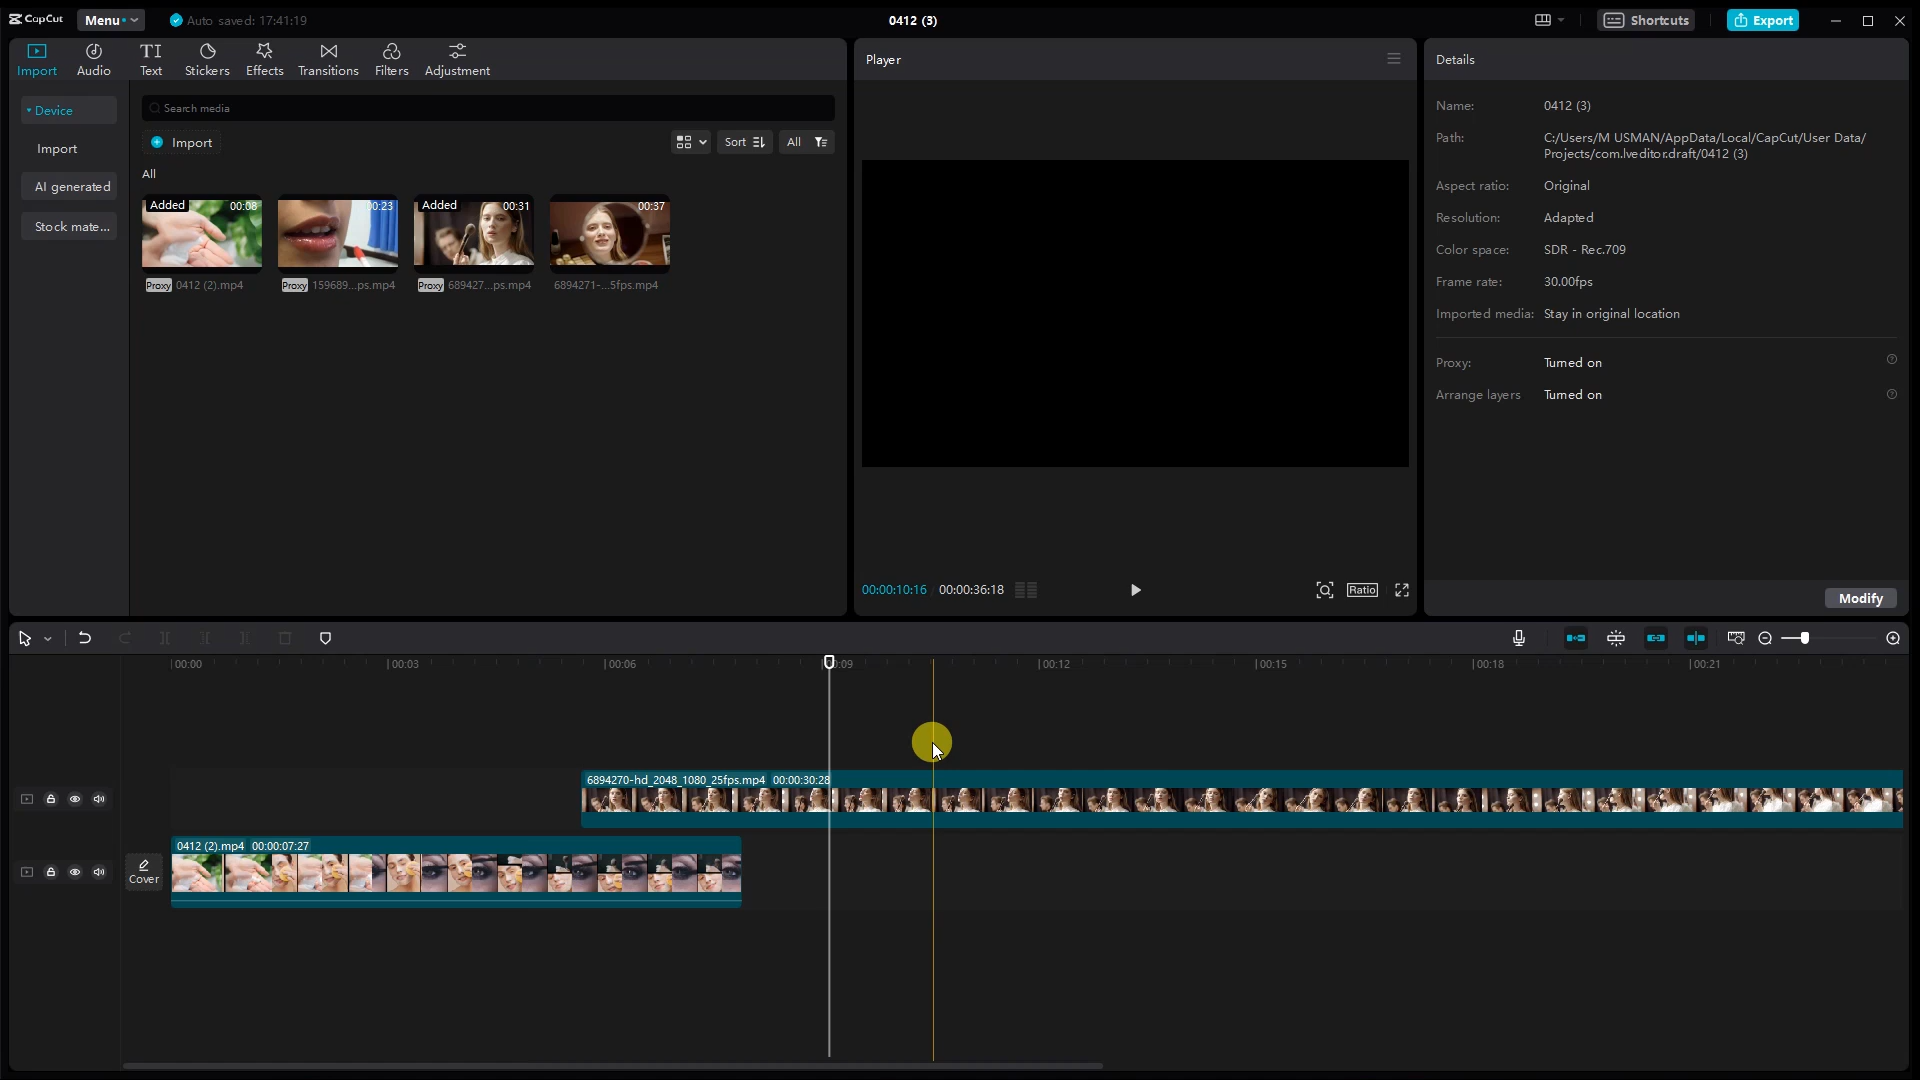 CapCut
Menu
Auto saved: 17:41:19
0412 (3)
Shortcuts
Export
Import
Audio
Text
Stickers
Effects
Transitions
Filters
Adjustment
Player
Details
Device
Import
AI generated
Stock mate...
Search media
Import
Sort
All
All
Added 00:08
00:23
Added 00:31
00:37
Proxy 0412 (2).mp4
Proxy 159689...ps.mp4
Proxy 689427...ps.mp4
6894271-...5fps.mp4
Name: 0412 (3)
Path: C:/Users/M USMAN/AppData/Local/CapCut/User Data/
Projects/com.lveditor.draft/0412 (3)
Aspect ratio: Original
Resolution: Adapted
Color space: SDR - Rec.709
Frame rate: 30.00fps
Imported media: Stay in original location
Proxy: Turned on
Arrange layers Turned on
00:00:10:16 00:00:36:18
Ratio
Modify
00:00
00:03
00:06
00:12
00:15
00:18
00:21
6894270-hd_2048_1080_25fps.mp4 00:00:30:28
0412 (2).mp4 00:00:07:27
Cover